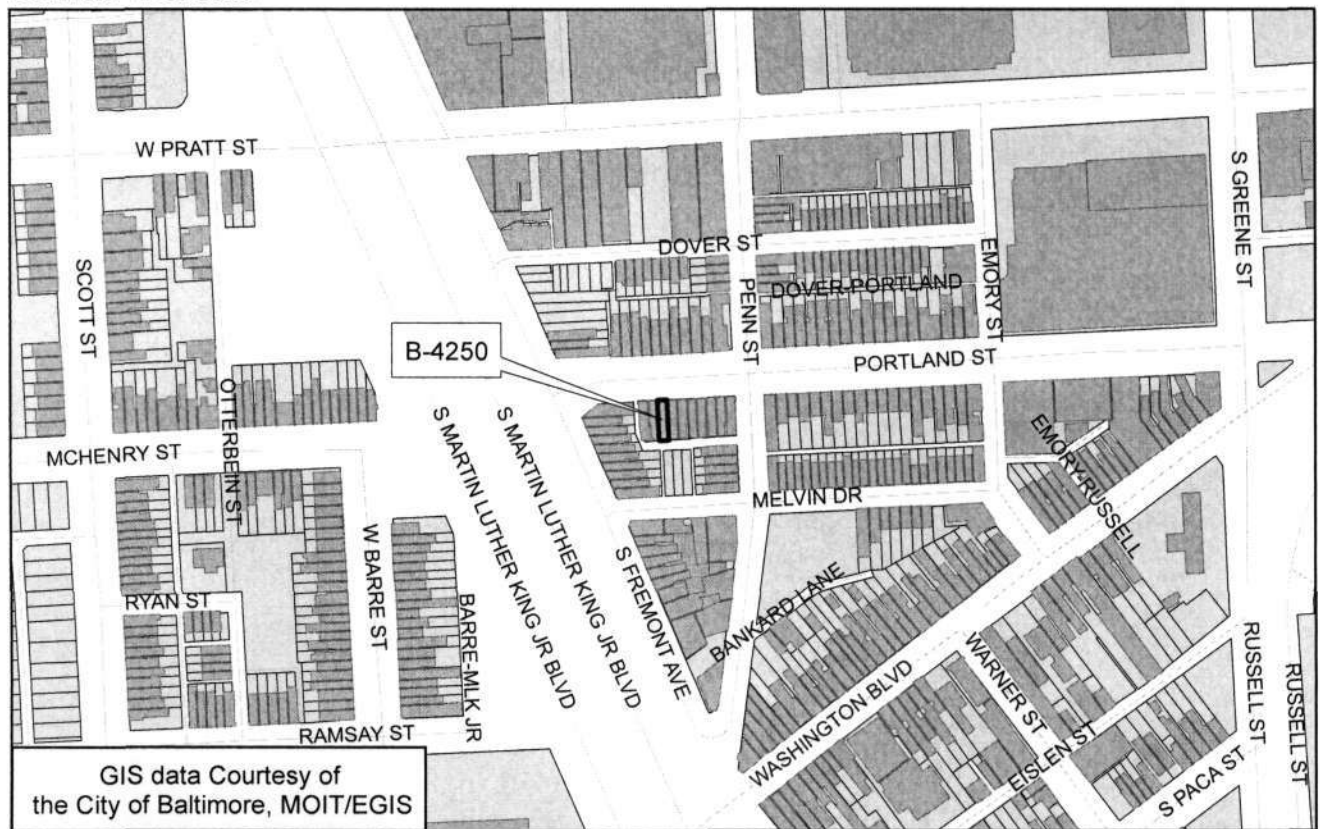 W PRATT ST
S GREENE ST
DOVER ST
SCOTT ST
PENN ST
DOVER-PORTLAND
EMORY ST
B-4250
PORTLAND ST
OTTERBEIN ST
S MARTIN LUTHER KING JR BLVD
S MARTIN LUTHER KING JR BLVD
MCHENRY ST
EMORY-RUSSELL
MELVIN DR
W BARRE ST
S FREMONT AVE
RYAN ST
BARRE-MLK JR
BANKARD LANE
WARNER ST
RUSSELL ST
RUSSELL ST
WASHINGTON BLVD
RAMSAY ST
EISLEN ST
S PACA ST
GIS data Courtesy of
the City of Baltimore, MOIT/EGIS